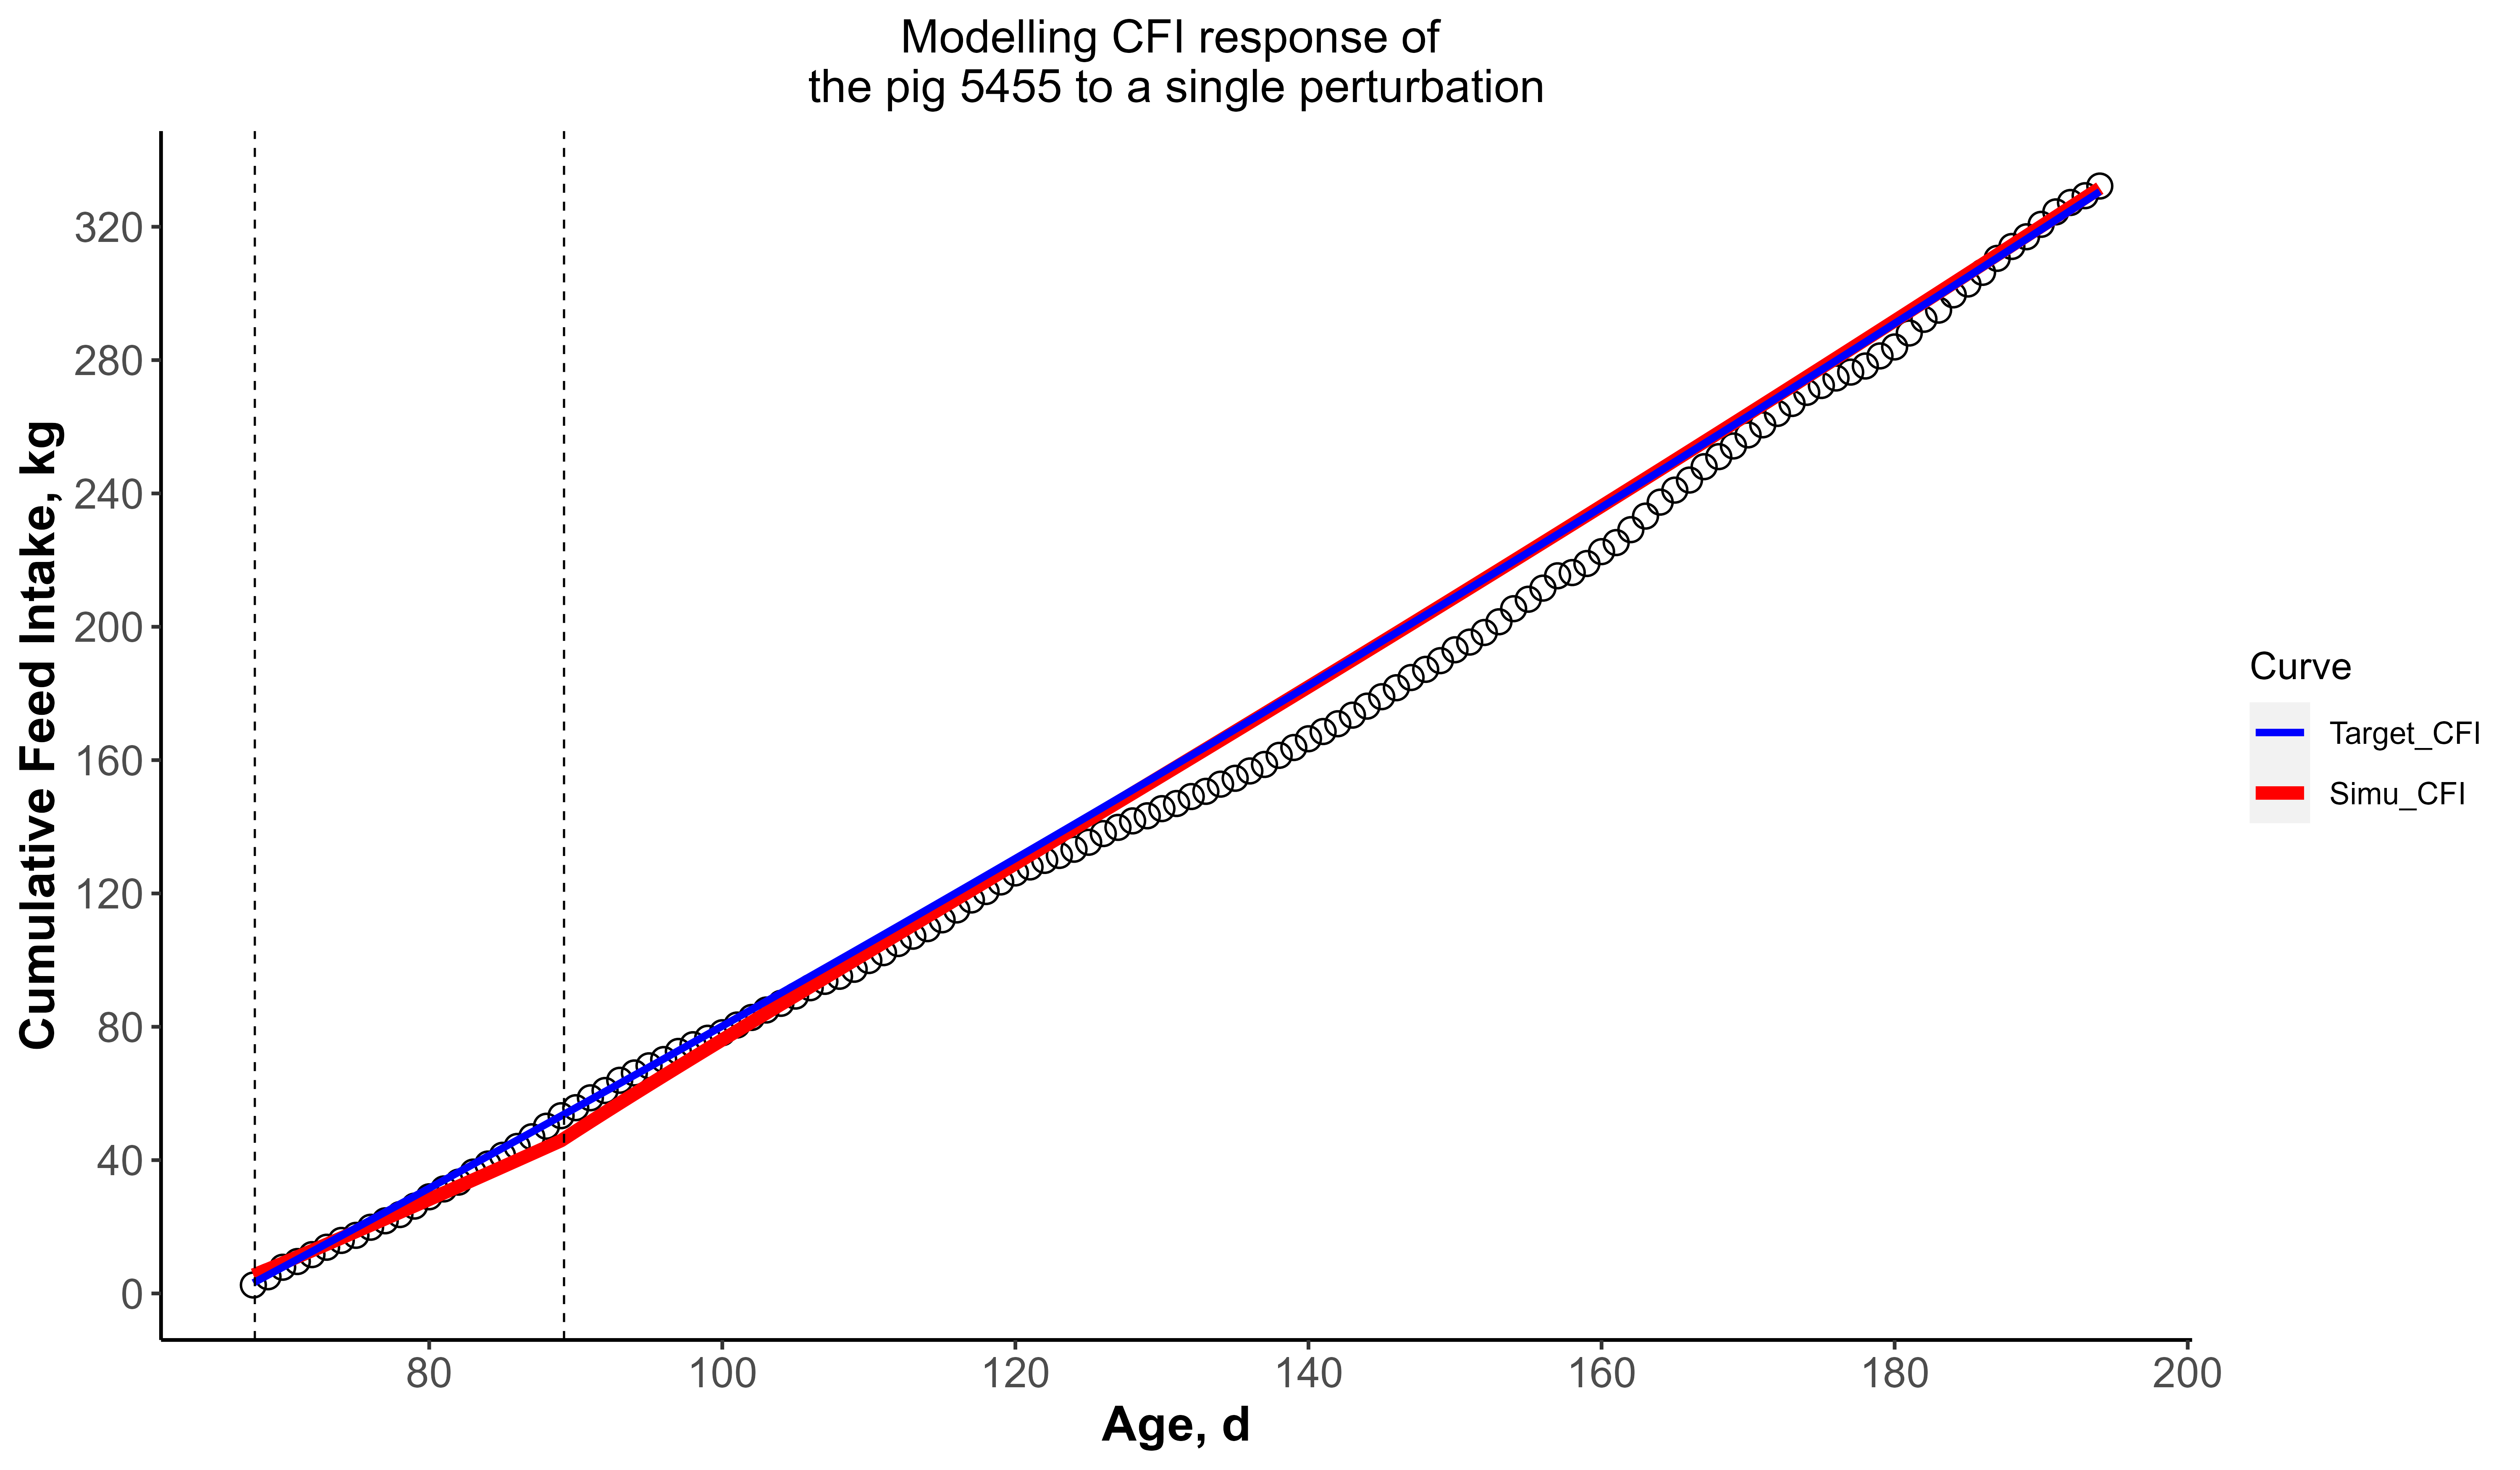 Modelling CFI response of
the pig 5455 to a single perturbation
Cumulative Feed Intake, kg
320
280
240
200
160
120
80
40
0
80
100
120
140
160
180
200
Age, d
Curve
Target_CFI
Simu_CFI